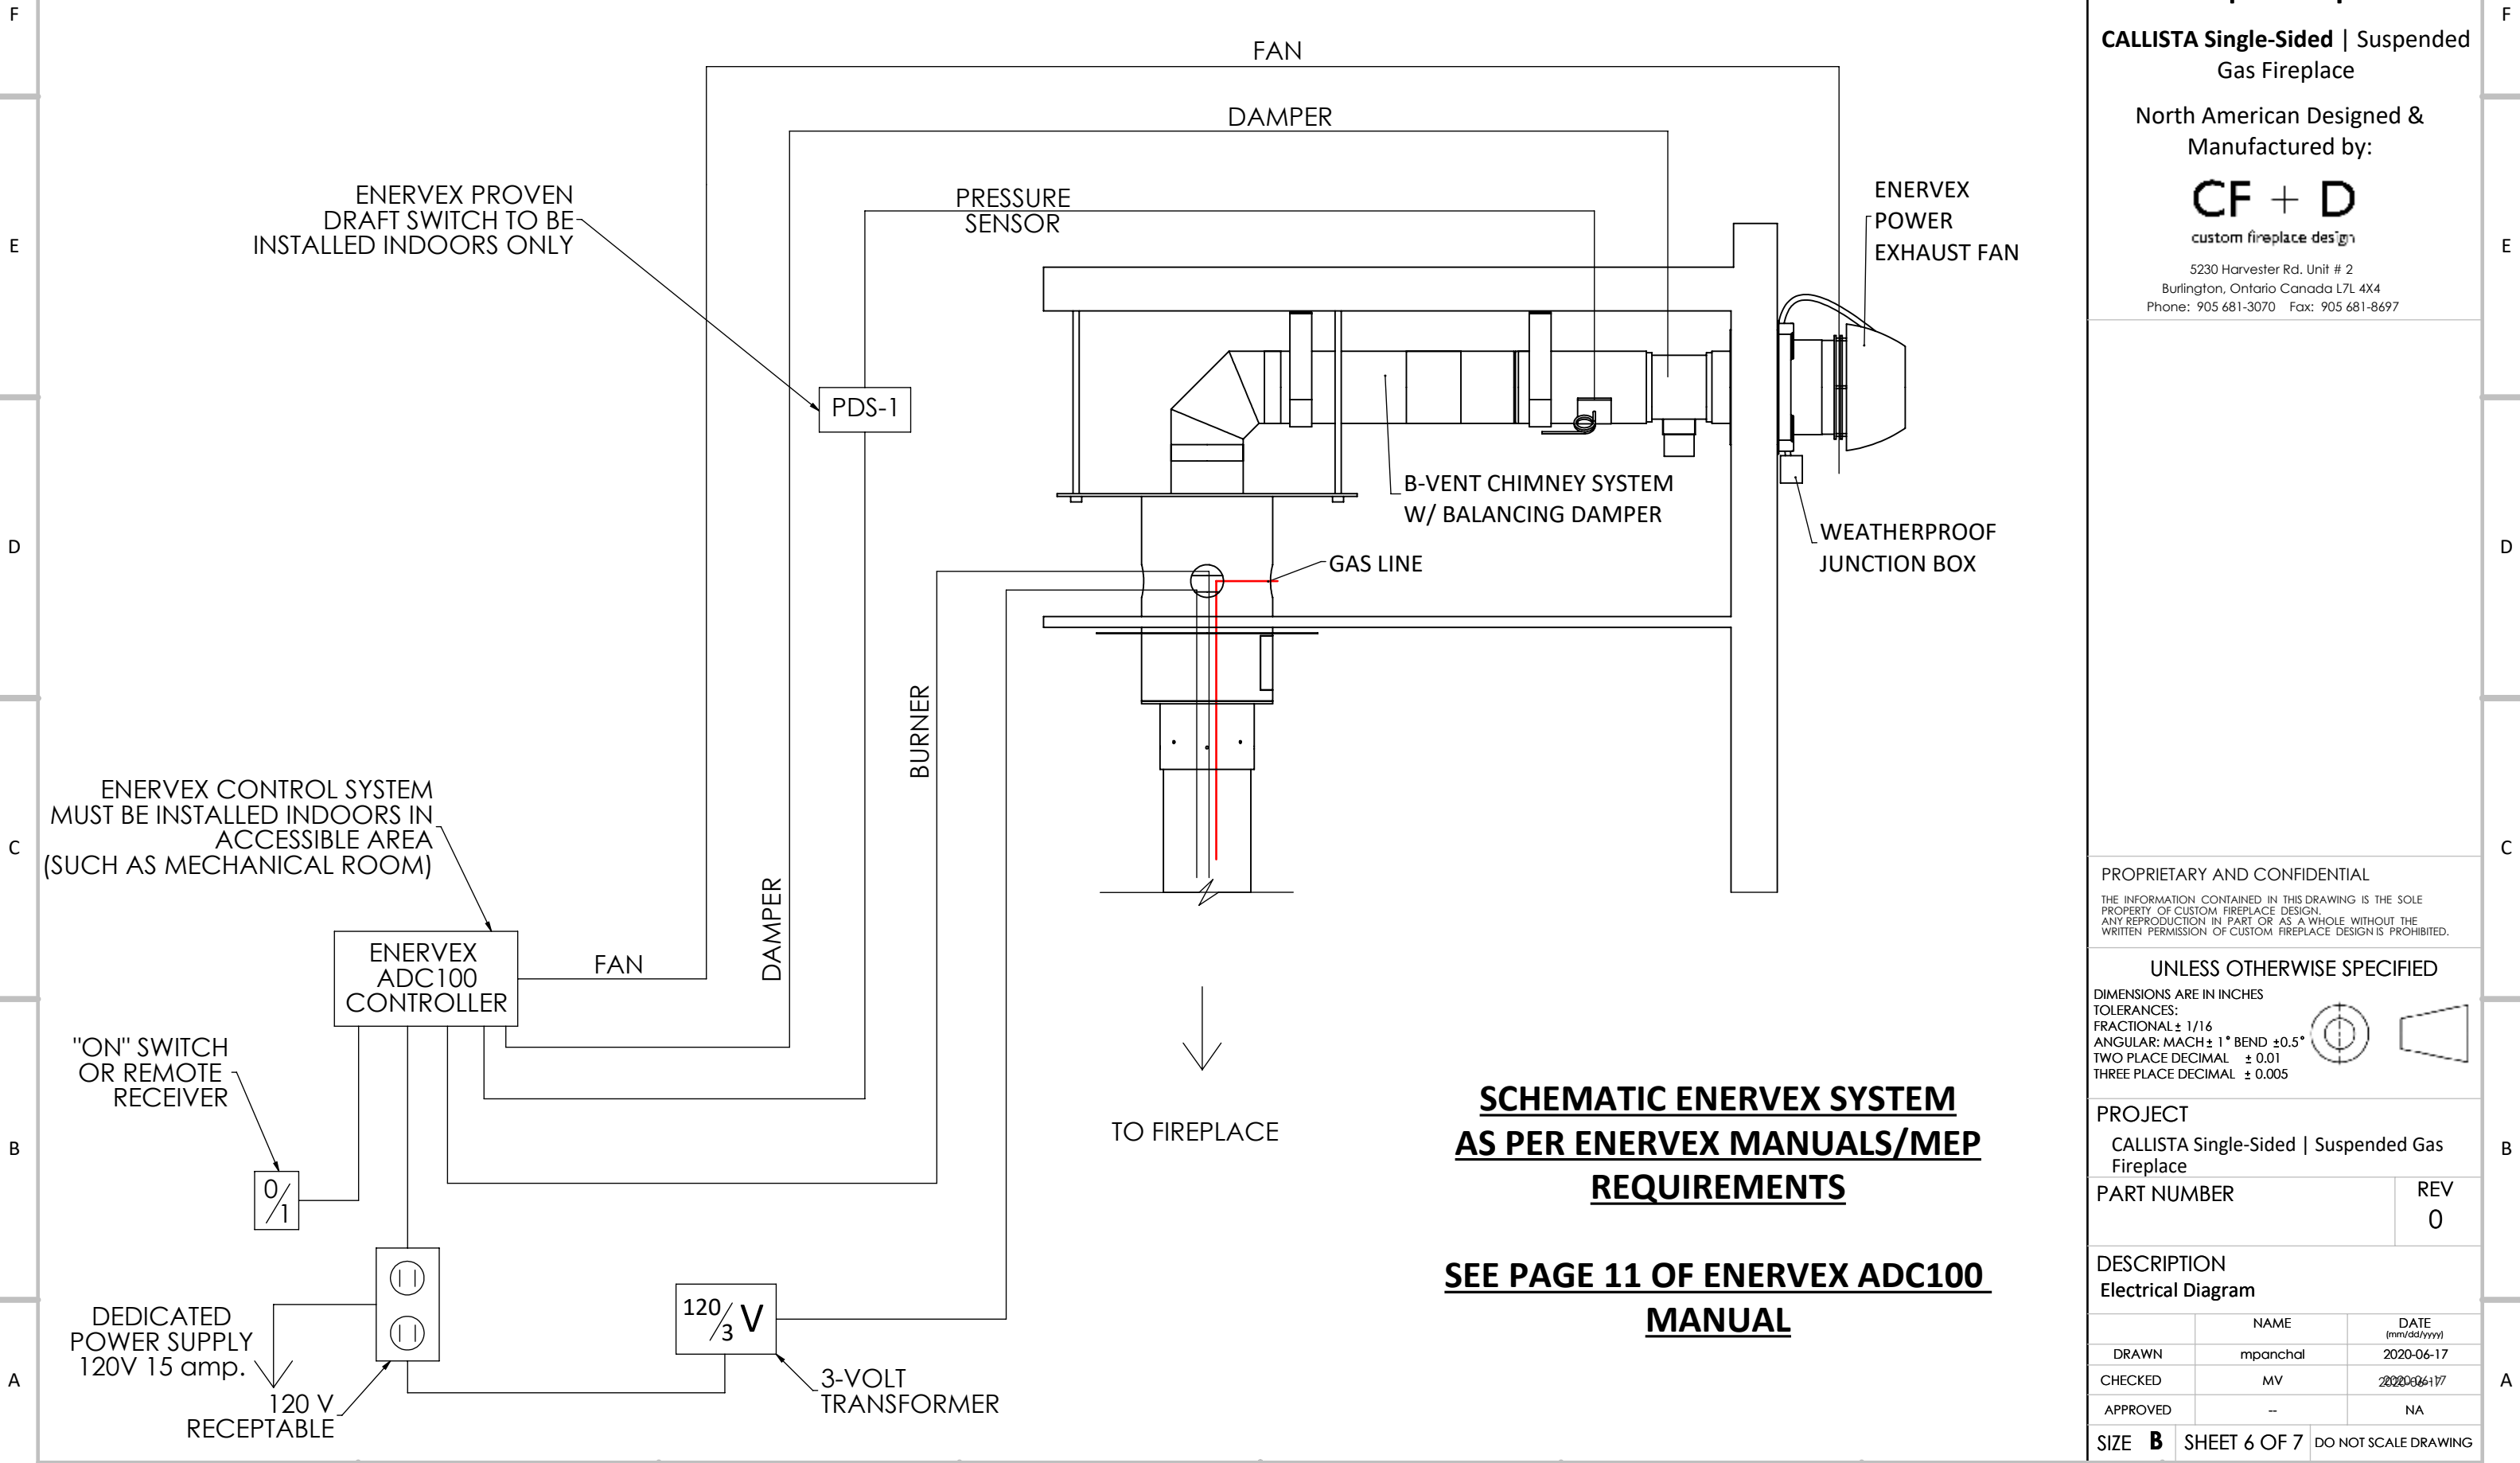 F
E
D
C
B
A
FAN
DAMPER
PRESSURE
SENSOR
ENERVEX PROVEN
DRAFT SWITCH TO BE
INSTALLED INDOORS ONLY
PDS-1
ENERVEX
POWER
EXHAUST FAN
B-VENT CHIMNEY SYSTEM
W/ BALANCING DAMPER
WEATHERPROOF
JUNCTION BOX
GAS LINE
BURNER
DAMPER
ENERVEX CONTROL SYSTEM
MUST BE INSTALLED INDOORS IN
ACCESSIBLE AREA
(SUCH AS MECHANICAL ROOM)
ENERVEX
ADC100
CONTROLLER
FAN
"ON" SWITCH
OR REMOTE
RECEIVER
0/1
DEDICATED
POWER SUPPLY
120V 15 amp.
120 V
RECEPTABLE
120/3 V
3-VOLT
TRANSFORMER
TO FIREPLACE
SCHEMATIC ENERVEX SYSTEM
AS PER ENERVEX MANUALS/MEP
REQUIREMENTS
SEE PAGE 11 OF ENERVEX ADC100
MANUAL
CALLISTA Single-Sided | Suspended
Gas Fireplace
North American Designed &
Manufactured by:
CF + D
custom fireplace design
5230 Harvester Rd. Unit # 2
Burlington, Ontario Canada L7L 4X4
Phone: 905 681-3070 Fax: 905 681-8697
PROPRIETARY AND CONFIDENTIAL
THE INFORMATION CONTAINED IN THIS DRAWING IS THE SOLE
PROPERTY OF CUSTOM FIREPLACE DESIGN.
ANY REPRODUCTION IN PART OR AS A WHOLE WITHOUT THE
WRITTEN PERMISSION OF CUSTOM FIREPLACE DESIGN IS PROHIBITED.
UNLESS OTHERWISE SPECIFIED
DIMENSIONS ARE IN INCHES
TOLERANCES:
FRACTIONAL ± 1/16
ANGULAR: MACH ± 1° BEND ±0.5°
TWO PLACE DECIMAL ± 0.01
THREE PLACE DECIMAL ± 0.005
PROJECT
CALLISTA Single-Sided | Suspended Gas
Fireplace
PART NUMBER
REV
0
DESCRIPTION
Electrical Diagram
NAME DATE
(mm/dd/yyyy)
DRAWN mpanchal 2020-06-17
CHECKED MV 2020-06-17
APPROVED -- NA
SIZE B SHEET 6 OF 7 DO NOT SCALE DRAWING
F
E
D
C
B
A